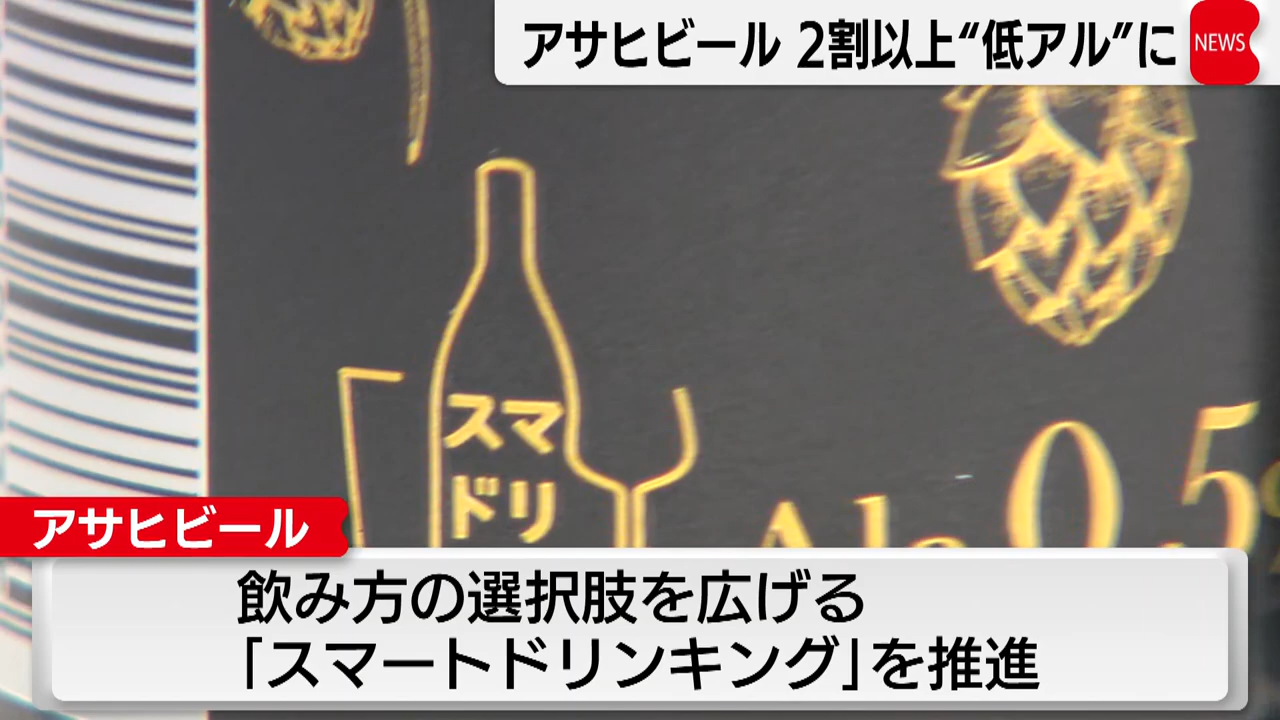 アサヒビール 2割以上“低アル”に
NEWS
スマ
ドリ
Alc 0.5%
アサヒビール
飲み方の選択肢を広げる
「スマートドリンキング」を推進